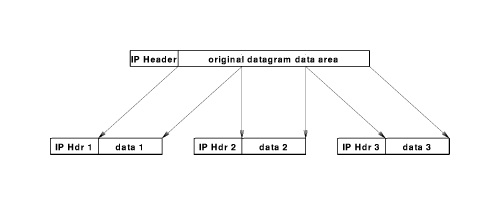 IP Header original datagram data area
IP Hdr 1 data 1 IP Hdr 2 data 2 IP Hdr 3 data 3